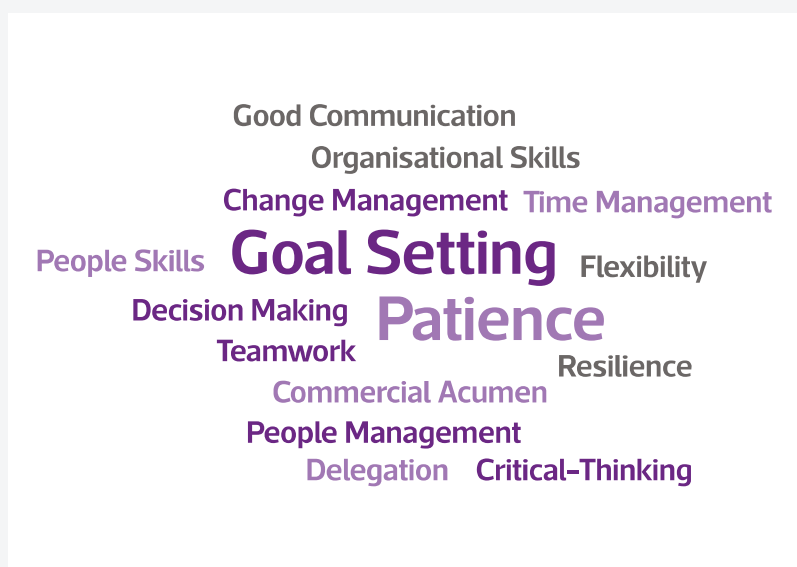 Good Communication
Organisational Skills
Change Management Time Management
People Skills Goal Setting Flexibility
Decision Making Patience
Teamwork
Resilience
Commercial Acumen
People Management
Delegation Critical-Thinking